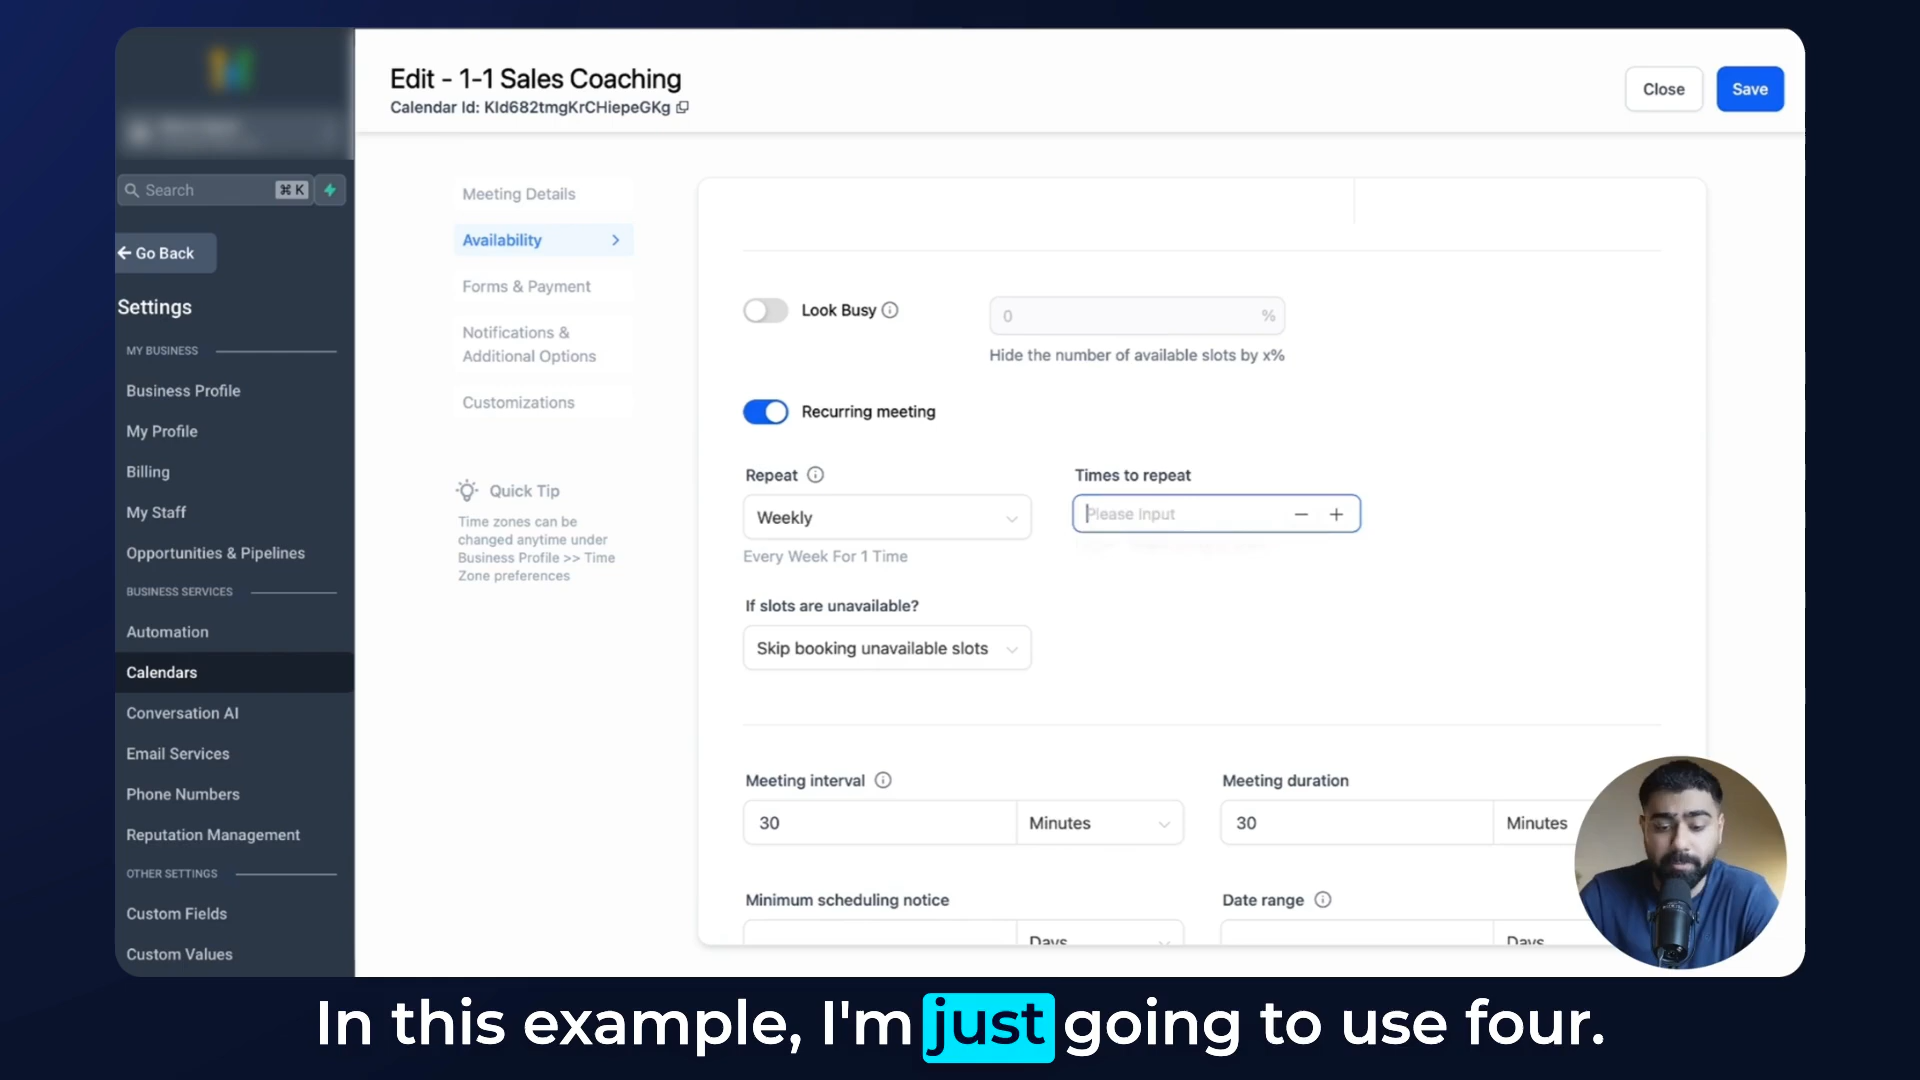 Edit - 1-1 Sales Coaching
Calendar Id: KId682tmgKrCHiepeGKg
Close
Save
Search
⌘ K
Go Back
Settings
MY BUSINESS
Business Profile
My Profile
Billing
My Staff
Opportunities & Pipelines
BUSINESS SERVICES
Automation
Calendars
Conversation AI
Email Services
Phone Numbers
Reputation Management
OTHER SETTINGS
Custom Fields
Custom Values
Meeting Details
Availability
Forms & Payment
Notifications &
Additional Options
Customizations
Quick Tip
Time zones can be
changed anytime under
Business Profile >> Time
Zone preferences
Look Busy
0 %
Hide the number of available slots by x%
Recurring meeting
Repeat
Times to repeat
Weekly
Please Input
Every Week For 1 Time
If slots are unavailable?
Skip booking unavailable slots
Meeting interval
Meeting duration
30 Minutes
30 Minutes
Minimum scheduling notice
Date range
Days
Days
In this example, I'm just going to use four.